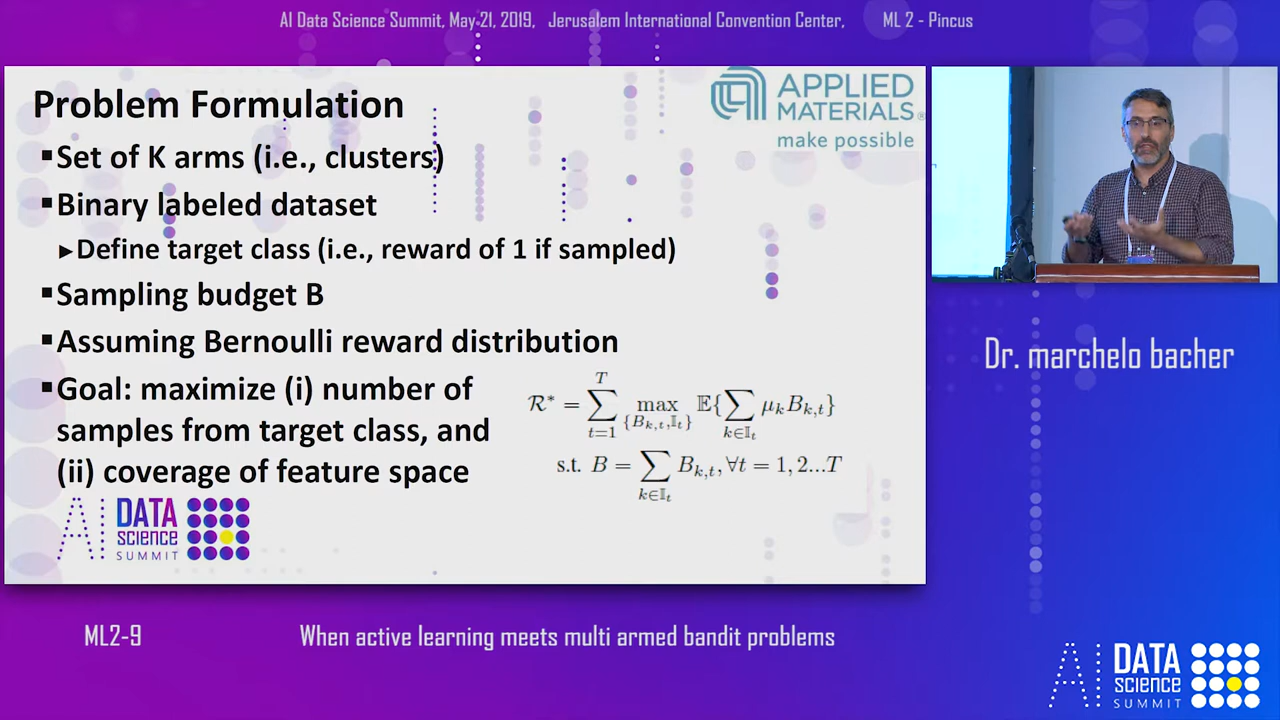 AI Data Science Summit, May 21, 2019, Jerusalem International Convention Center, ML 2 - Pincus
Problem Formulation
APPLIED
MATERIALS®
make possible
▪Set of K arms (i.e., clusters)
▪Binary labeled dataset
►Define target class (i.e., reward of 1 if sampled)
▪Sampling budget B
▪Assuming Bernoulli reward distribution
▪Goal: maximize (i) number of
samples from target class, and
(ii) coverage of feature space
R* = ∑_{t=1}^{T} max_{{B_{k,t}, 𝕀_t}} 𝔼{∑_{k∈𝕀_t} μ_k B_{k,t}}
s.t. B = ∑_{k∈𝕀_t} B_{k,t}, ∀t = 1, 2...T
AI DATA
SCIENCE
SUMMIT
Dr. marchelo bacher
ML2-9 When active learning meets multi armed bandit problems
AI DATA
SCIENCE
SUMMIT